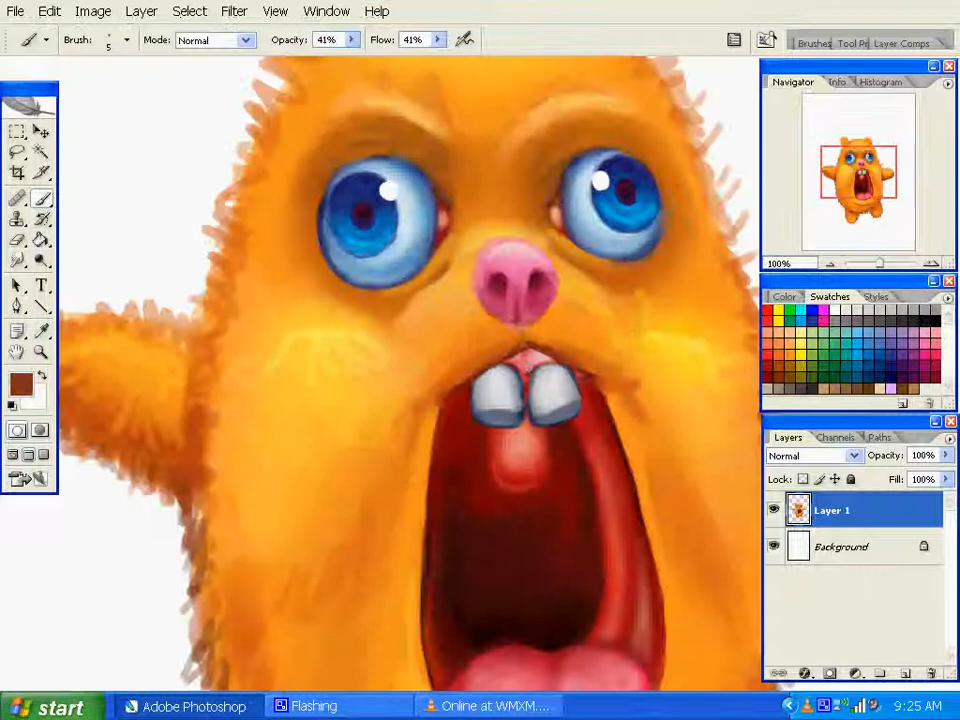 File Edit Image Layer Select Filter View Window Help
Brush: 5 Mode: Normal Opacity: 41% Flow: 41% Brushes Tool Pr Layer Comps
Navigator Info Histogram
100%
Color Swatches Styles
Layers Channels Paths
Normal Opacity: 100%
Lock: Fill: 100%
Layer 1
Background
start Adobe Photoshop Flashing Online at WMXM.... 9:25 AM